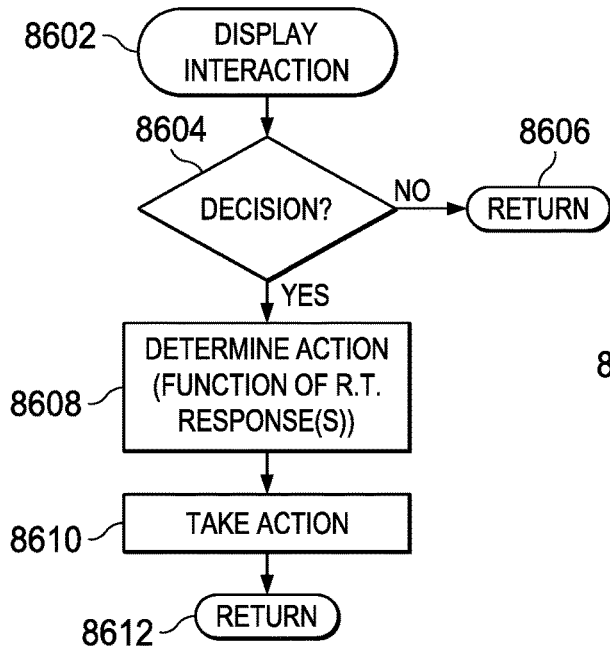 8602
DISPLAY
INTERACTION
8604
DECISION?
NO
8606
RETURN
YES
8608
DETERMINE ACTION
(FUNCTION OF R.T.
RESPONSE(S))
8
8610
TAKE ACTION
8612
RETURN